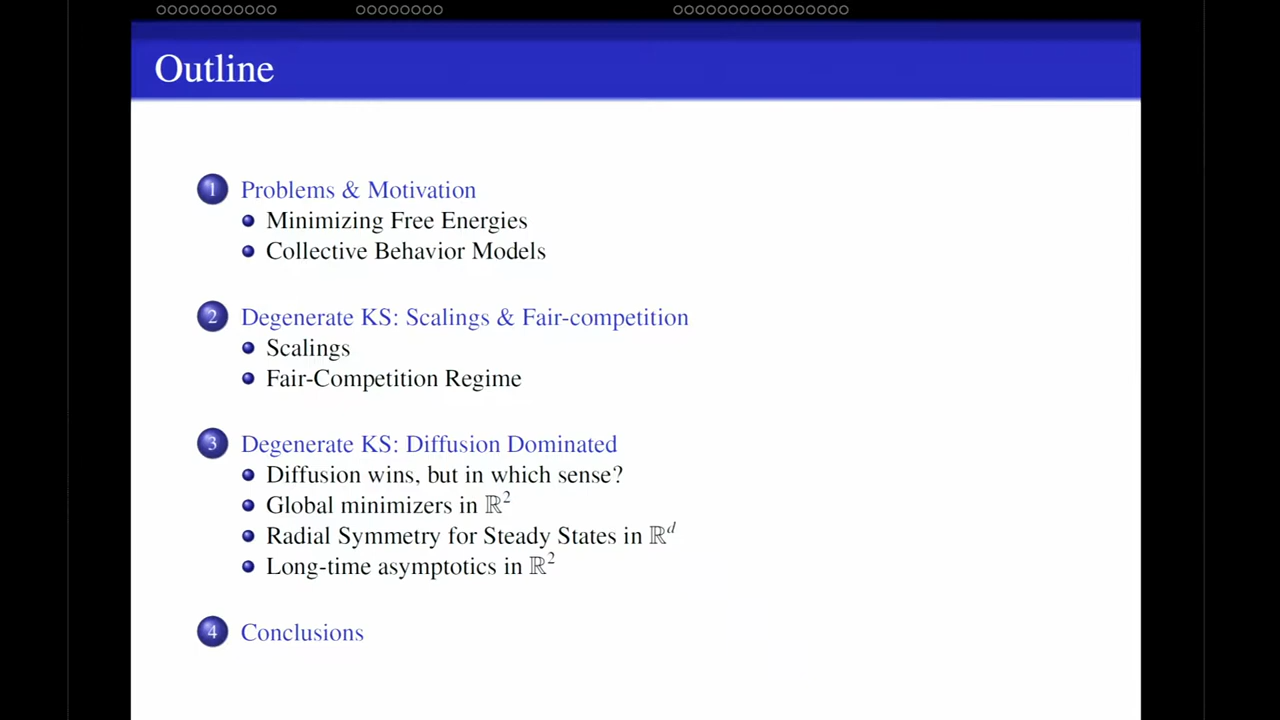 Outline
1 Problems & Motivation
Minimizing Free Energies
Collective Behavior Models
2 Degenerate KS: Scalings & Fair-competition
Scalings
Fair-Competition Regime
3 Degenerate KS: Diffusion Dominated
Diffusion wins, but in which sense?
Global minimizers in ℝ²
Radial Symmetry for Steady States in ℝᵈ
Long-time asymptotics in ℝ²
4 Conclusions